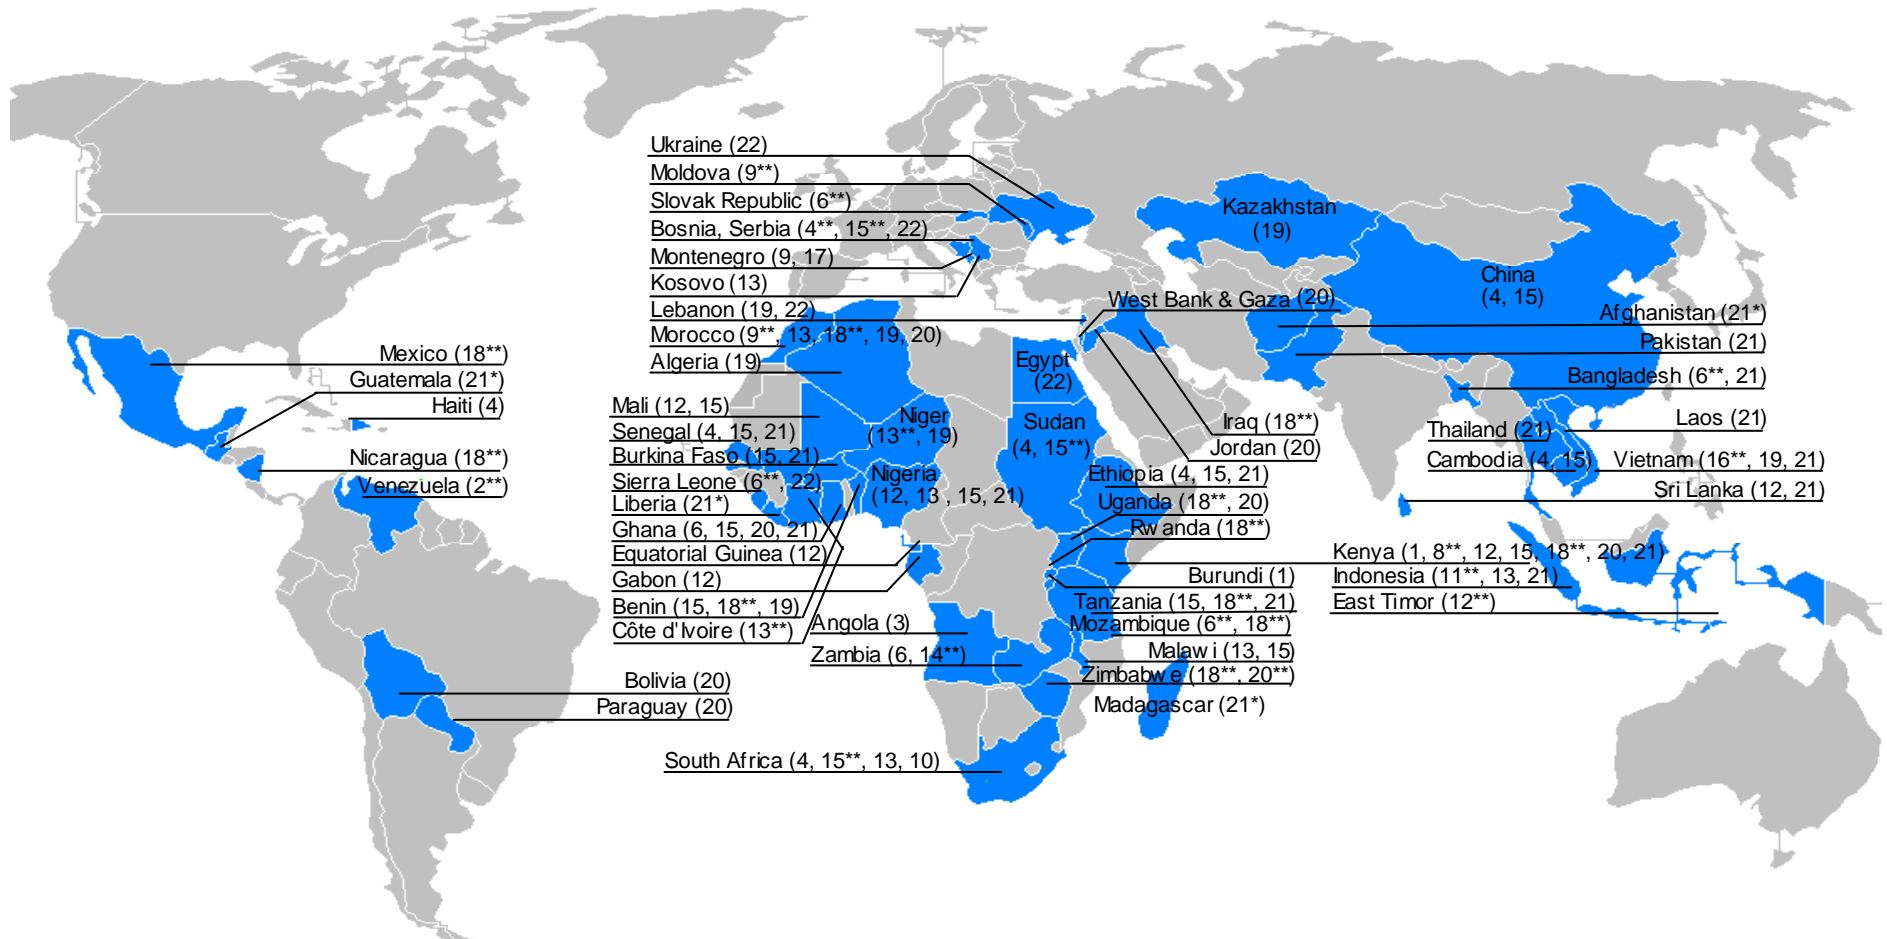 Ukraine (22)
Moldova (9**)
Slovak Republic (6**)
Bosnia, Serbia (4**, 15**, 22)
Montenegro (9, 17)
Kosovo (13)
Lebanon (19, 22)
Morocco (9**, 13, 18**, 19, 20)
Algeria (19)
Mexico (18**)
Guatemala (21*)
Haiti (4)
Nicaragua (18**)
Venezuela (2**)
Bolivia (20)
Paraguay (20)
Mali (12, 15)
Senegal (4, 15, 21)
Burkina Faso (15, 21)
Sierra Leone (6**, 22)
Liberia (21*)
Ghana (6, 15, 20, 21)
Equatorial Guinea (12)
Gabon (12)
Benin (15, 18**, 19)
Côte d'Ivoire (13**)
Niger
(13**, 19)
Nigeria
(12, 13 , 15, 21)
Egypt
(22)
Sudan
(4, 15**)
Angola (3)
Zambia (6, 14**)
South Africa (4, 15**, 13, 10)
Kazakhstan
(19)
China
(4, 15)
West Bank & Gaza (20)
Afghanistan (21*)
Pakistan (21)
Bangladesh (6**, 21)
Iraq (18**)
Jordan (20)
Laos (21)
Thailand (21)
Cambodia (4, 15)
Vietnam (16**, 19, 21)
Sri Lanka (12, 21)
Ethiopia (4, 15, 21)
Uganda (18**, 20)
Rwanda (18**)
Kenya (1, 8**, 12, 15, 18**, 20, 21)
Burundi (1)
Indonesia (11**, 13, 21)
Tanzania (15, 18**, 21)
East Timor (12**)
Mozambique (6**, 18**)
Malawi (13, 15)
Zimbabwe (18**, 20**)
Madagascar (21*)